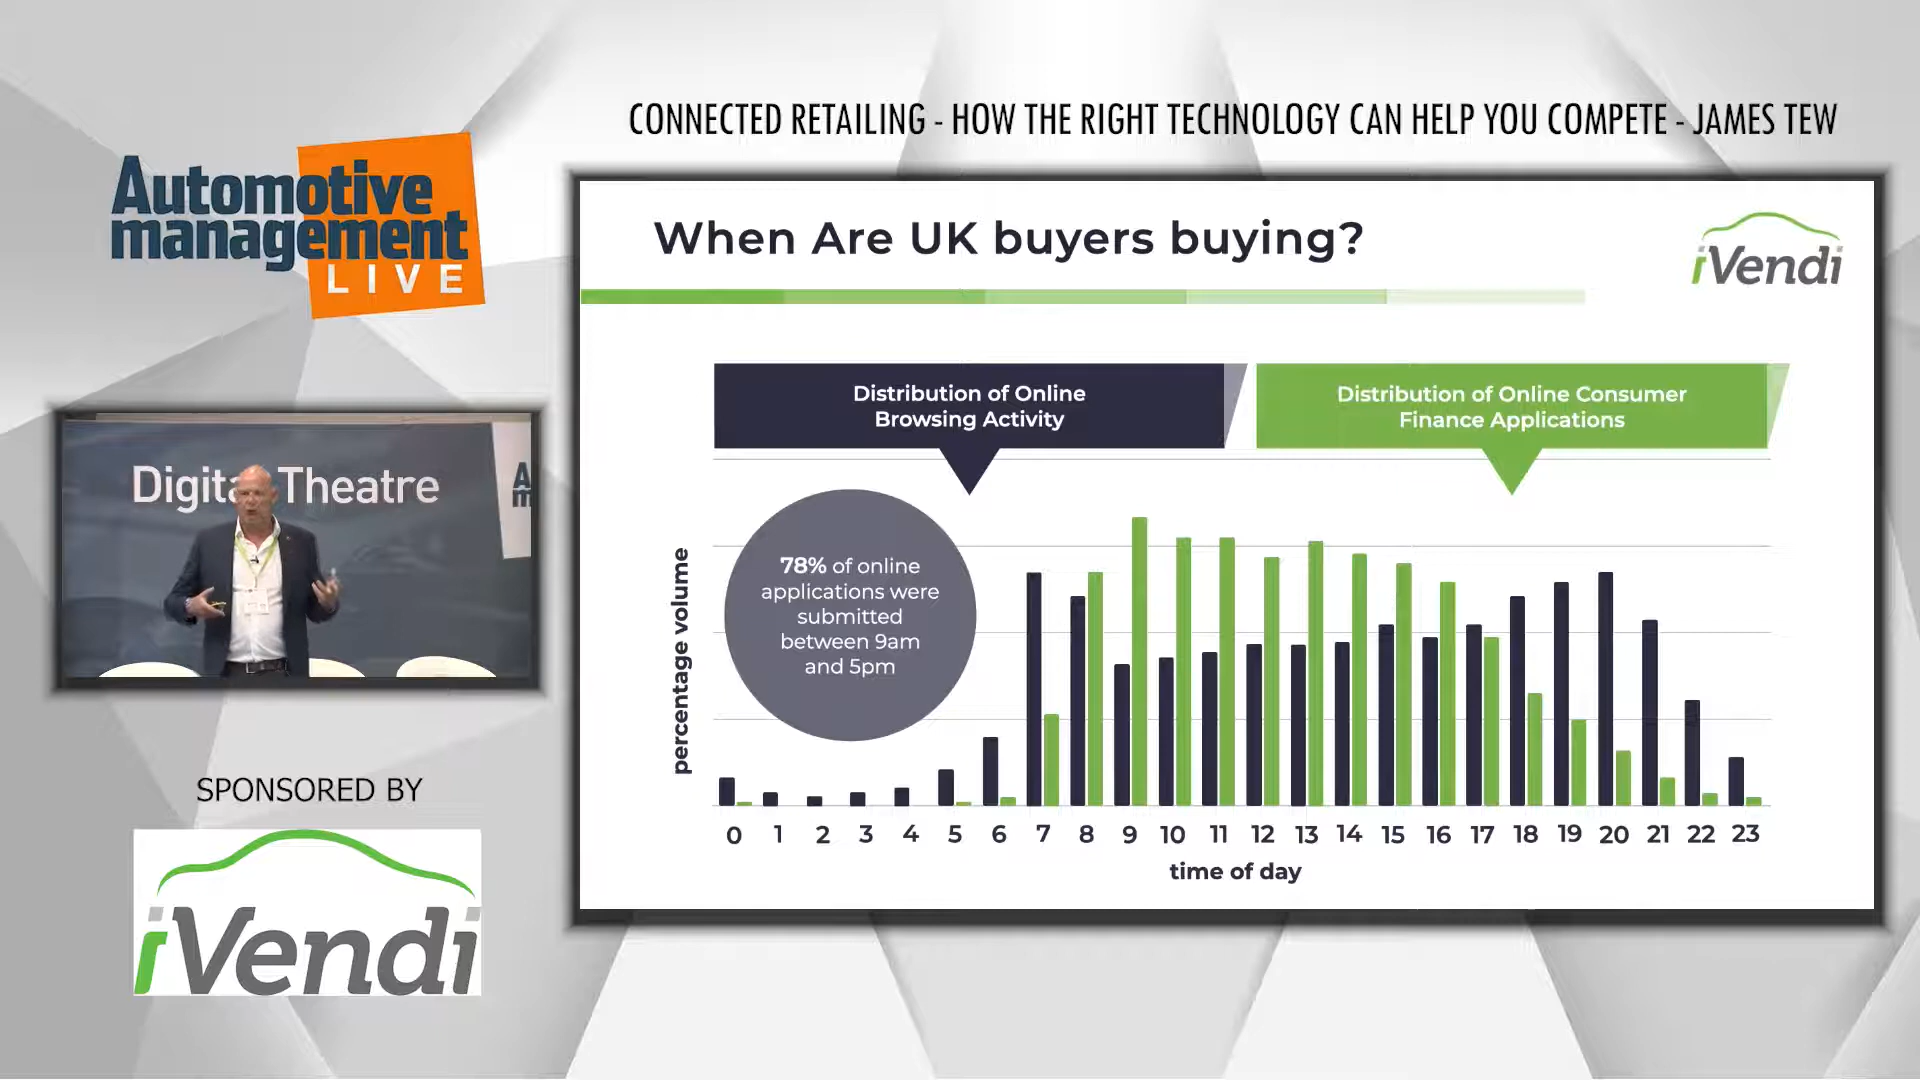 CONNECTED RETAILING - HOW THE RIGHT TECHNOLOGY CAN HELP YOU COMPETE - JAMES TEW
Automotive
management
LIVE
When Are UK buyers buying?
iVendi
Distribution of Online
Browsing Activity
Distribution of Online Consumer
Finance Applications
Digita Theatre
A
m
78% of online
applications were
submitted
between 9am
and 5pm
percentage volume
0 1 2 3 4 5 6 7 8 9 10 11 12 13 14 15 16 17 18 19 20 21 22 23
time of day
SPONSORED BY
iVendi